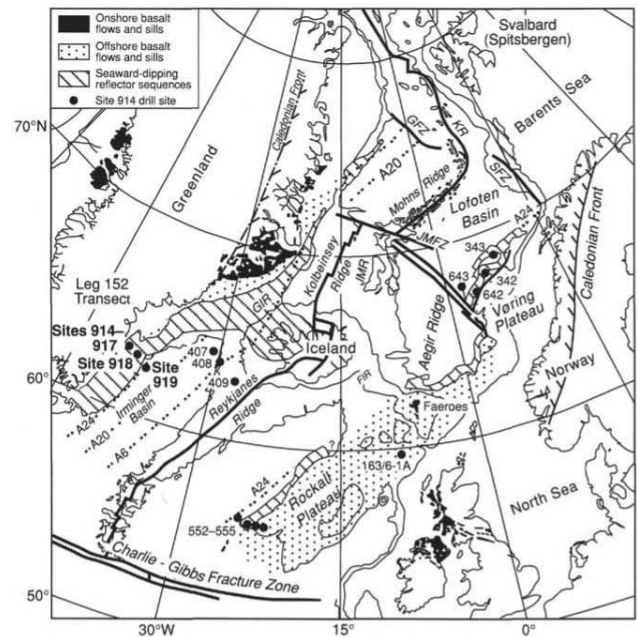 Onshore basalt
flows and sills
Offshore basalt
flows and sills
Seaward-dipping
reflector sequences
Site 914 drill site
Svalbard
(Spitsbergen)
Barents Sea
70°N
Caledonian Front
Greenland
GFZ
KR
A20
SFZ
Mohns Ridge
Lofoten
Basin
A24
Caledonian Front
JMFZ
343
Kolbeinsey
Ridge
JMR
643
342
642
Leg 152
Transect
GIR
Vøring
Plateau
Aegir Ridge
Sites 914–
917
Site 918
Site
919
407
408
409
Iceland
Norway
60°
FIR
Irminger
Basin
Reykjanes
Ridge
A24
A20
A6
?
Faeroes
163/6-1A
A24
Rockall
Plateau
?
552–555
North Sea
Charlie - Gibbs Fracture Zone
50°
30°W
15°
0°